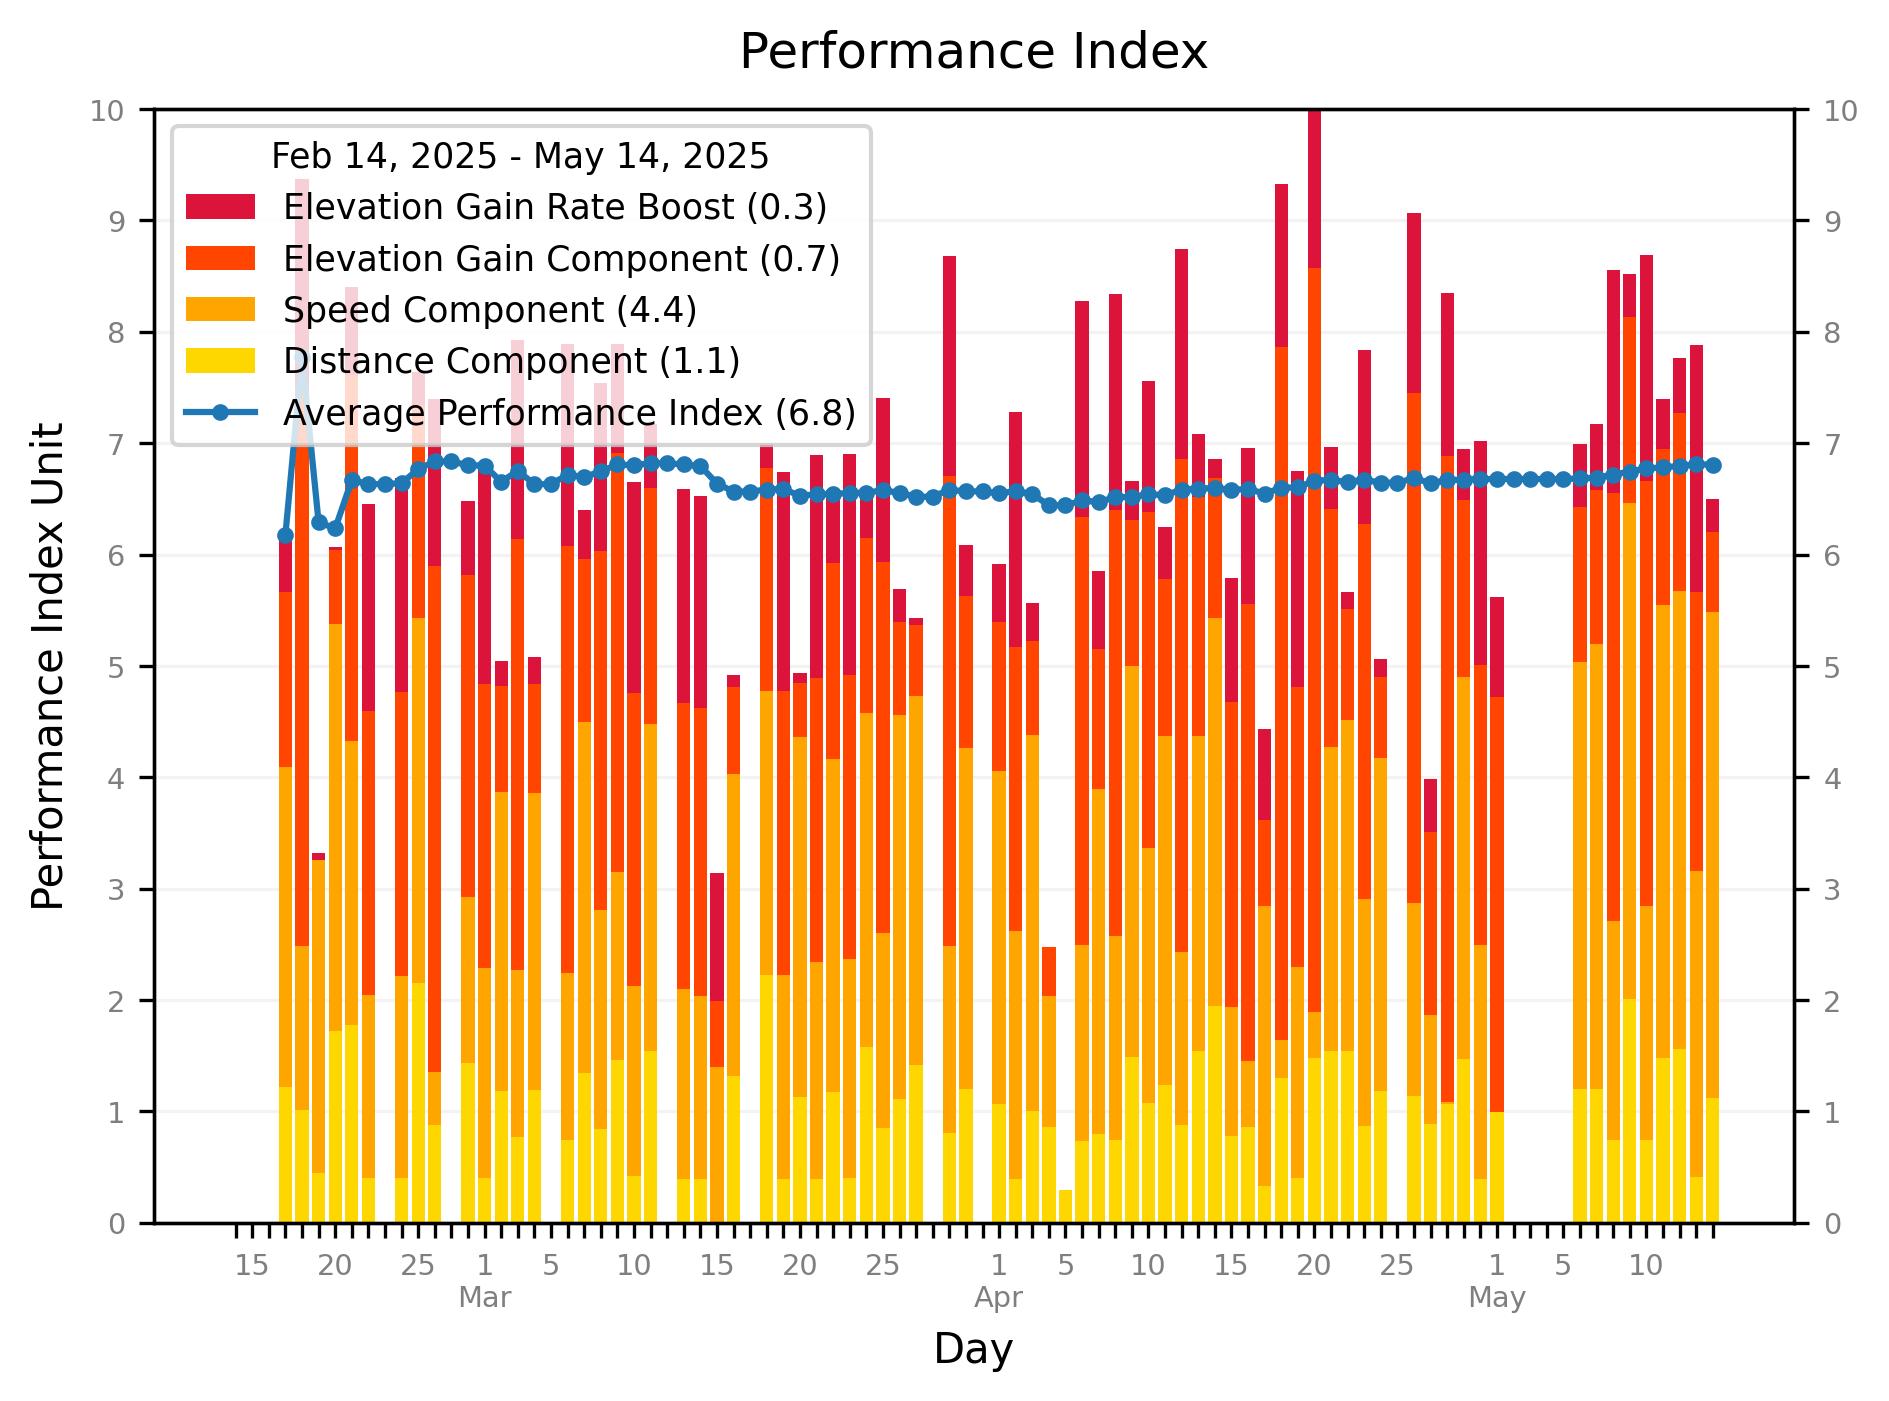 Performance Index
Feb 14, 2025 - May 14, 2025
Elevation Gain Rate Boost (0.3)
Elevation Gain Component (0.7)
Speed Component (4.4)
Distance Component (1.1)
Average Performance Index (6.8)
Performance Index Unit
10
9
8
7
6
5
4
3
2
1
0
10
9
8
7
6
5
4
3
2
1
0
15 20 25 1 5 10 15 20 25 1 5 10 15 20 25 1 5 10
Mar Apr May
Day